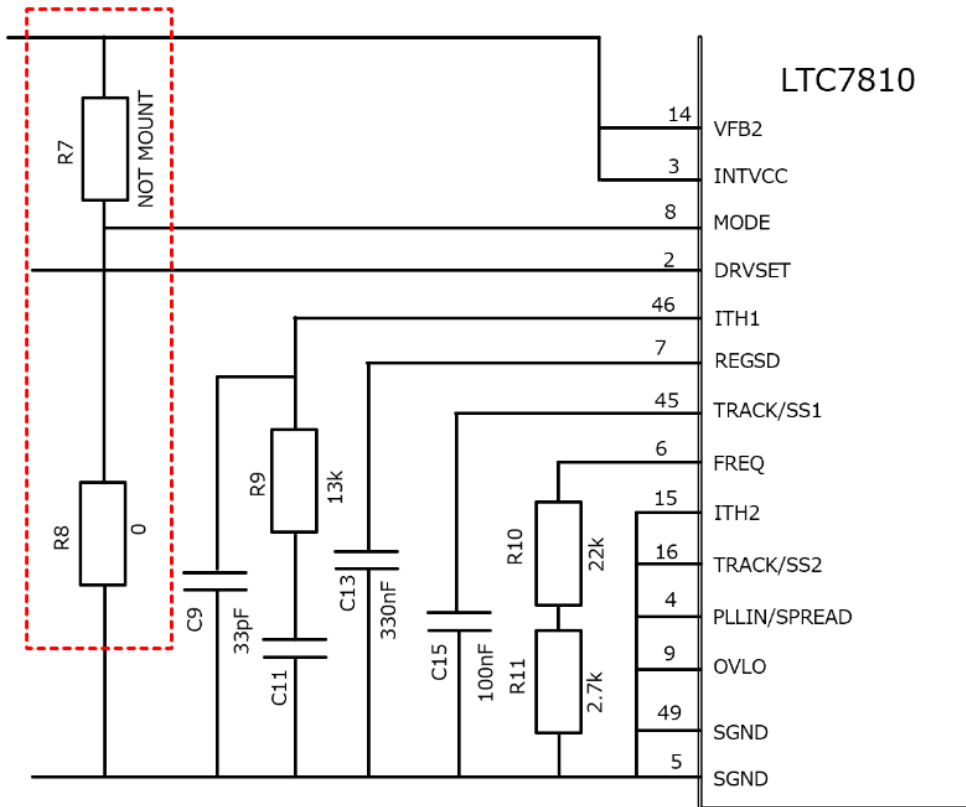 LTC7810
14
VFB2
3
INTVCC
8
MODE
2
DRVSET
46
ITH1
7
REGSD
45
TRACK/SS1
6
FREQ
15
ITH2
16
TRACK/SS2
4
PLLIN/SPREAD
9
OVLO
49
SGND
5
SGND
R7
NOT MOUNT
R8
0
C9
33pF
R9
13k
C11
C13
330nF
C15
100nF
R10
22k
R11
2.7k